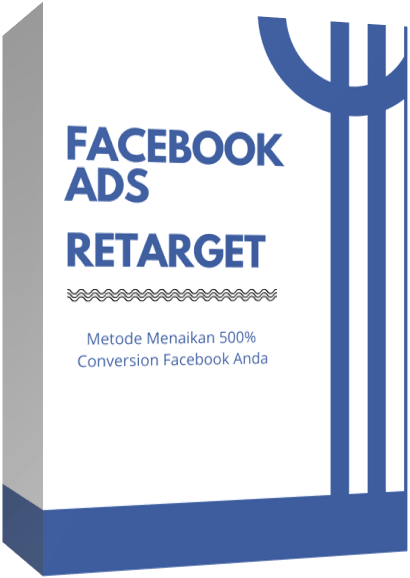 FACEBOOK
ADS
RETARGET
Metode Menaikan 500%
Conversion Facebook Anda